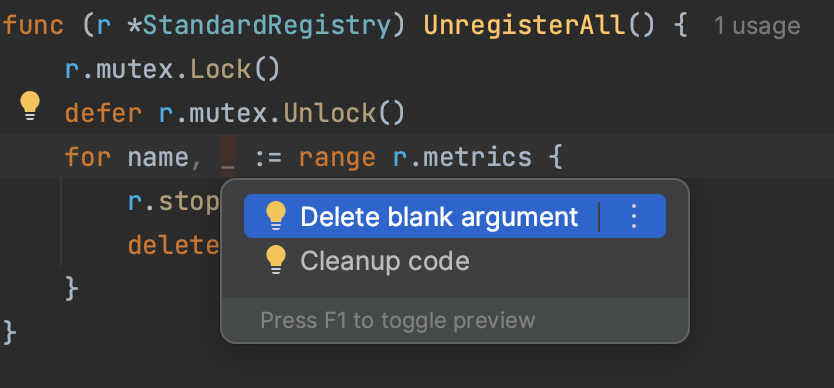 func (r *StandardRegistry) UnregisterAll() { 1 usage
r.mutex.Lock()
defer r.mutex.Unlock()
for name, _ := range r.metrics {
r.stop
Delete blank argument
delete
Cleanup code
}
Press F1 to toggle preview
}